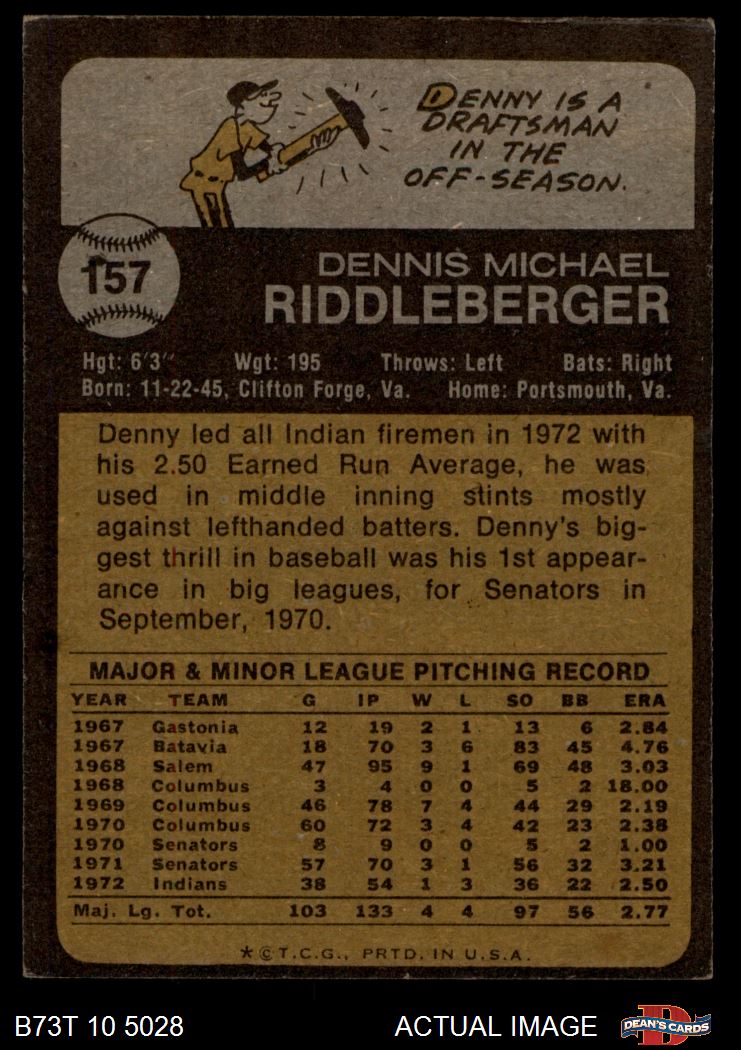 DENNY IS A
DRAFTSMAN
IN THE
OFF-SEASON.
157
DENNIS MICHAEL
RIDDLEBERGER
Hgt: 6'3" Wgt: 195 Throws: Left Bats: Right
Born: 11-22-45, Clifton Forge, Va. Home: Portsmouth, Va.
Denny led all Indian firemen in 1972 with
his 2.50 Earned Run Average, he was
used in middle inning stints mostly
against lefthanded batters. Denny's big-
gest thrill in baseball was his 1st appear-
ance in big leagues, for Senators in
September, 1970.
MAJOR & MINOR LEAGUE PITCHING RECORD
YEAR TEAM G IP W L SO BB ERA
1967 Gastonia 12 19 2 1 13 6 2.84
1967 Batavia 18 70 3 6 83 45 4.76
1968 Salem 47 95 9 1 69 48 3.03
1968 Columbus 3 4 0 0 5 2 18.00
1969 Columbus 46 78 7 4 44 29 2.19
1970 Columbus 60 72 3 4 42 23 2.38
1970 Senators 8 9 0 0 5 2 1.00
1971 Senators 57 70 3 1 56 32 3.21
1972 Indians 38 54 1 3 36 22 2.50
Maj. Lg. Tot. 103 133 4 4 97 56 2.77
*©T.C.G., PRTD. IN U.S.A.
B73T 10 5028 ACTUAL IMAGE
D
DEAN'S CARDS